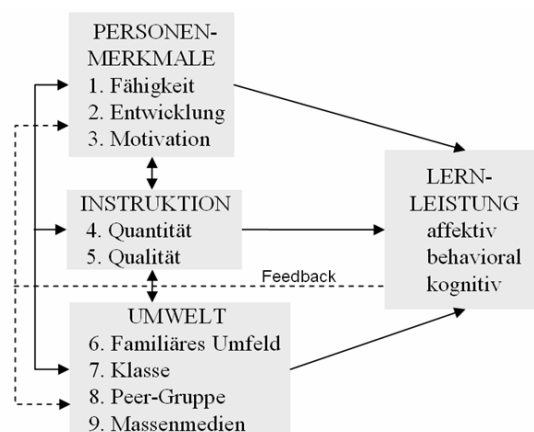 PERSONEN-
MERKMALE
1. Fähigkeit
2. Entwicklung
3. Motivation
INSTRUKTION
4. Quantität
5. Qualität
LERN-
LEISTUNG
affektiv
behavioral
kognitiv
Feedback
UMWELT
6. Familiäres Umfeld
7. Klasse
8. Peer-Gruppe
9. Massenmedien